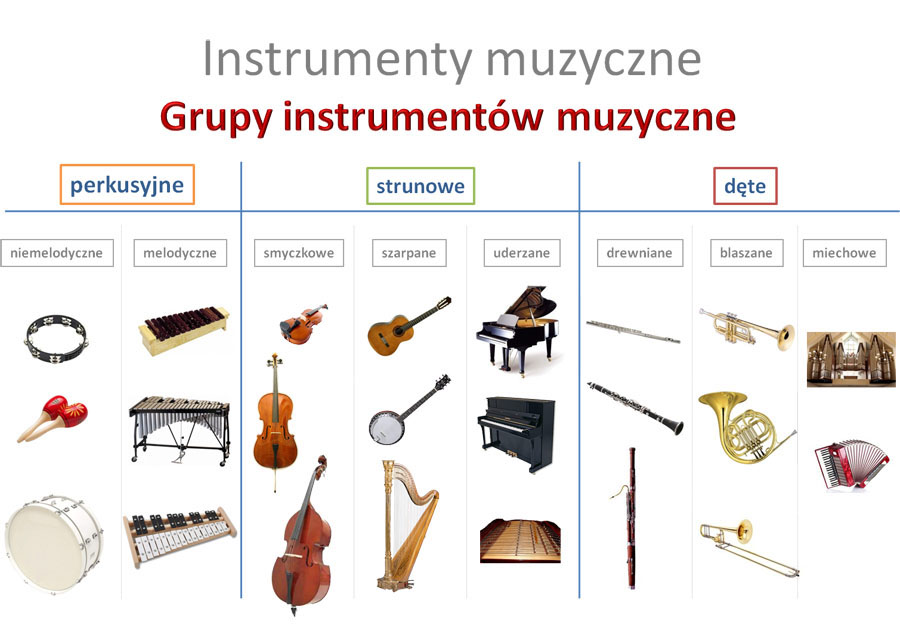 Instrumenty muzyczne
Grupy instrumentów muzyczne
perkusyjne
strunowe
dęte
niemelodyczne
melodyczne
smyczkowe
szarpane
uderzane
drewniane
blaszane
miechowe